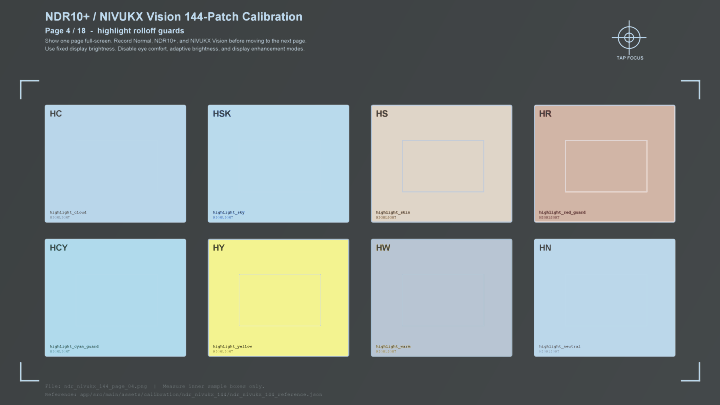 NDR10+ / NIVUKX Vision 144-Patch Calibration
Page 4 / 18 - highlight rolloff guards
Show one page full-screen. Record Normal, NDR10+, and NIVUKX Vision before moving to the next page.
Use fixed display brightness. Disable eye comfort, adaptive brightness, and display enhancement modes.
TAP FOCUS
HC
highlight_cloud
HSK
highlight_sky
HS
highlight_skin
HR
highlight_red_guard
HCY
highlight_cyan_guard
HY
highlight_yellow
HW
highlight_warm
HN
highlight_neutral